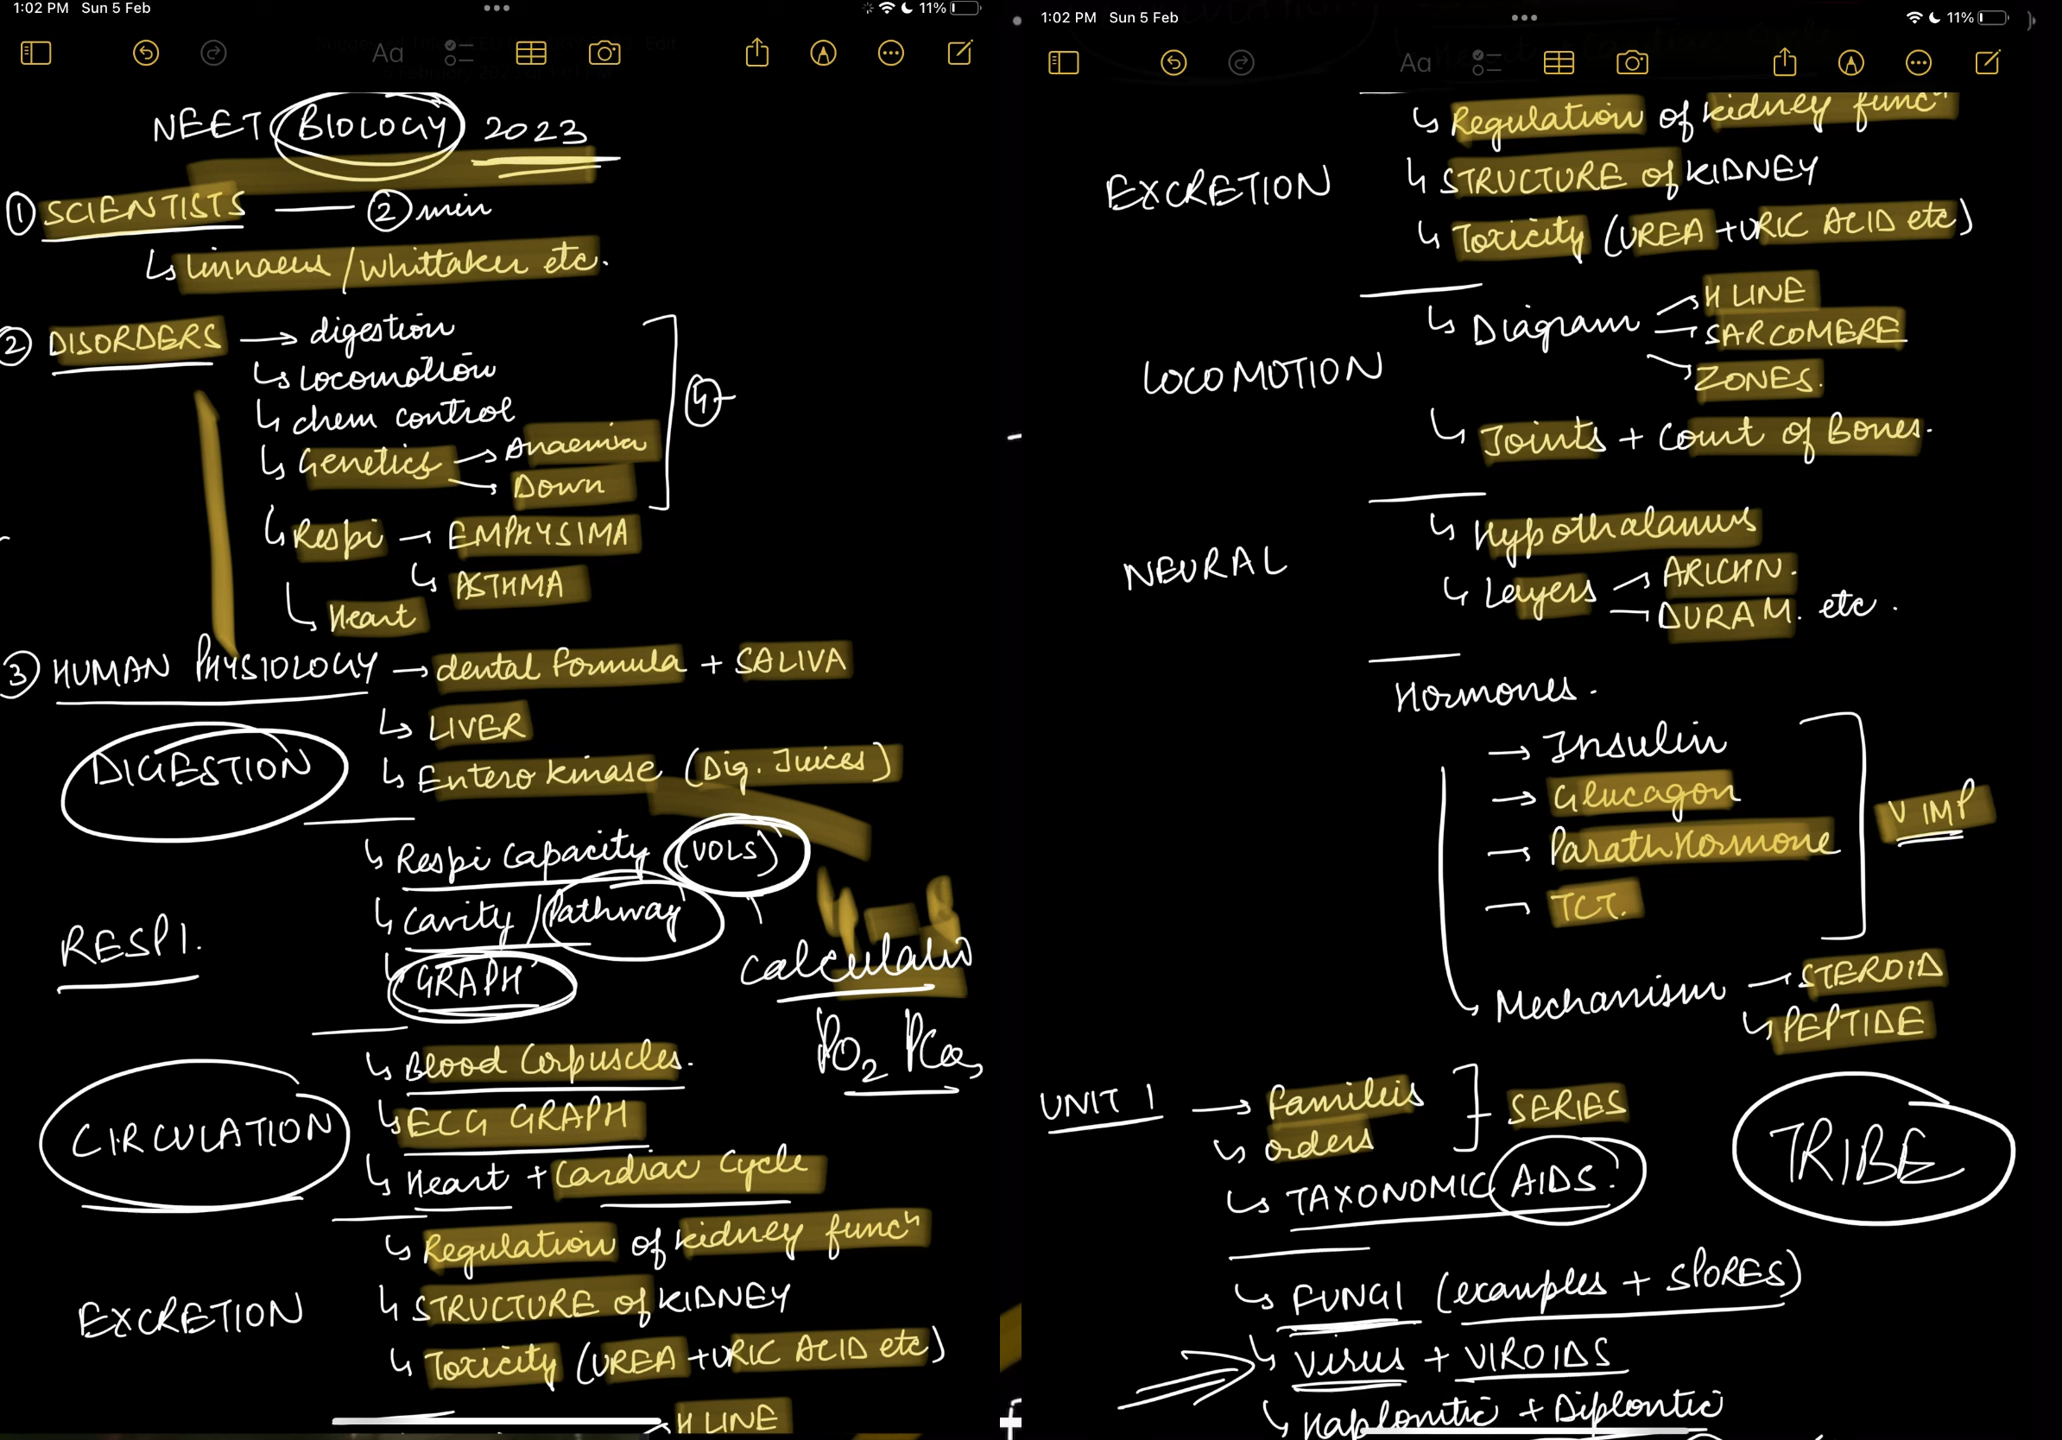 1:02 PM Sun 5 Feb
11%
Aa
NEET BIOLOGY 2023
① SCIENTISTS — ② min
↳ Linnaeus / Whittaker etc.
② DISORDERS → digestion
↳ Locomotion
↳ chem control
↳ Genetics → Anaemia
→ Down
↳ Respi → EMPHYSIMA
↳ ASTHMA
↳ Heart
③ HUMAN PHYSIOLOGY → dental formula + SALIVA
↳ LIVER
DIGESTION
↳ Entero kinase (Dig. Juices)
↳ Respi capacity (VOLS)
↳ Cavity / Pathway
RESPI.
calculatio
↳ GRAPH
PO2 PCO2
↳ Blood Corpuscles.
CIRCULATION
↳ ECG GRAPH
↳ Heart + Cardiac Cycle
↳ Regulation of kidney funcn
↳ STRUCTURE of KIDNEY
EXCRETION
↳ Toxicity (UREA + URIC ACID etc)
H LINE
1:02 PM Sun 5 Feb
11%
Aa
↳ Regulation of kidney funcn
EXCRETION
↳ STRUCTURE of KIDNEY
↳ Toxicity (UREA + URIC ACID etc)
H LINE
↳ Diagram → SARCOMERE
LOCOMOTION
ZONES.
↳ Joints + Count of Bones.
↳ Hypothalamus
NEURAL
↳ Layers → ARICHN.
DURA M. etc.
Hormones.
→ Insulin
→ Glucagon
→ ParathHormone
V IMP
→ TCT.
↳ Mechanism → STEROID
↳ PEPTIDE
UNIT 1 → Famileis
SERIES
↳ orders
TRIBE
↳ TAXONOMIC AIDS.
↳ FUNGI (examples + SPORES)
↳ Virus + VIROIDS
↳ Haplontic + Diplontic